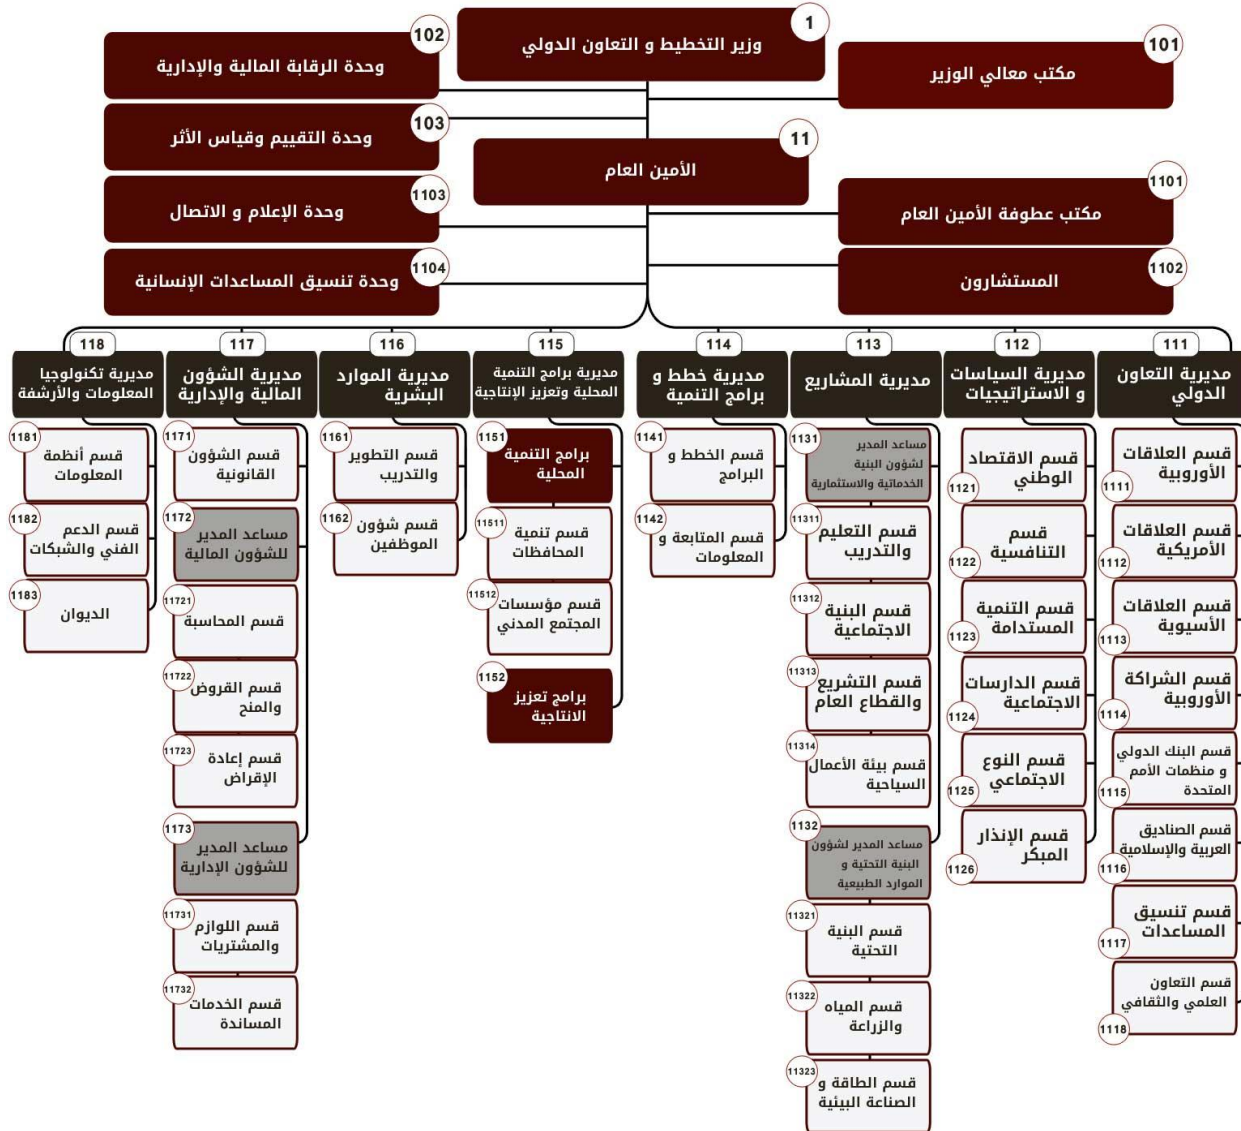 1
وزير التخطيط و التعاون الدولي
101
مكتب معالي الوزير
102
وحدة الرقابة المالية والإدارية
103
وحدة التقييم وقياس الأثر
11
الأمين العام
1101
مكتب عطوفة الأمين العام
1102
المستشارون
1103
وحدة الإعلام و الاتصال
1104
وحدة تنسيق المساعدات الإنسانية
111
مديرية التعاون
الدولي
قسم العلاقات
الأوروبية
1111
قسم العلاقات
الأمريكية
1112
قسم العلاقات
الأسيوية
1113
قسم الشراكة
الأوروبية
1114
قسم البنك الدولي
و منظمات الأمم
المتحدة
1115
قسم الصناديق
العربية والإسلامية
1116
قسم تنسيق
المساعدات
1117
قسم التعاون
العلمي والثقافي
1118
112
مديرية السياسات
و الاستراتيجيات
قسم الاقتصاد
الوطني
1121
قسم
التنافسية
1122
قسم التنمية
المستدامة
1123
قسم الدارسات
الاجتماعية
1124
قسم النوع
الاجتماعي
1125
قسم الإنذار
المبكر
1126
113
مديرية المشاريع
1131
مساعد المدير
لشؤون البنية
الخدماتية والاستثمارية
11311
قسم التعليم
والتدريب
11312
قسم البنية
الاجتماعية
11313
قسم التشريع
والقطاع العام
11314
قسم بيئة الأعمال
السياحية
1132
مساعد المدير لشؤون
البنية التحتية و
الموارد الطبيعية
11321
قسم البنية
التحتية
11322
قسم المياه
والزراعة
11323
قسم الطاقة و
الصناعة البيئية
114
مديرية خطط و
برامج التنمية
1141
قسم الخطط و
البرامج
1142
قسم المتابعة و
المعلومات
115
مديرية برامج التنمية
المحلية وتعزيز الإنتاجية
1151
برامج التنمية
المحلية
11511
قسم تنمية
المحافظات
11512
قسم مؤسسات
المجتمع المدني
1152
برامج تعزيز
الانتاجية
116
مديرية الموارد
البشرية
1161
قسم التطوير
والتدريب
1162
قسم شؤون
الموظفين
117
مديرية الشؤون
المالية والإدارية
1171
قسم الشؤون
القانونية
1172
مساعد المدير
للشؤون المالية
11721
قسم المحاسبة
11722
قسم القروض
والمنح
11723
قسم إعادة
الإقراض
1173
مساعد المدير
للشؤون الإدارية
11731
قسم اللوازم
والمشتريات
11732
قسم الخدمات
المساندة
118
مديرية تكنولوجيا
المعلومات والأرشفة
1181
قسم أنظمة
المعلومات
1182
قسم الدعم
الفني والشبكات
1183
الديوان